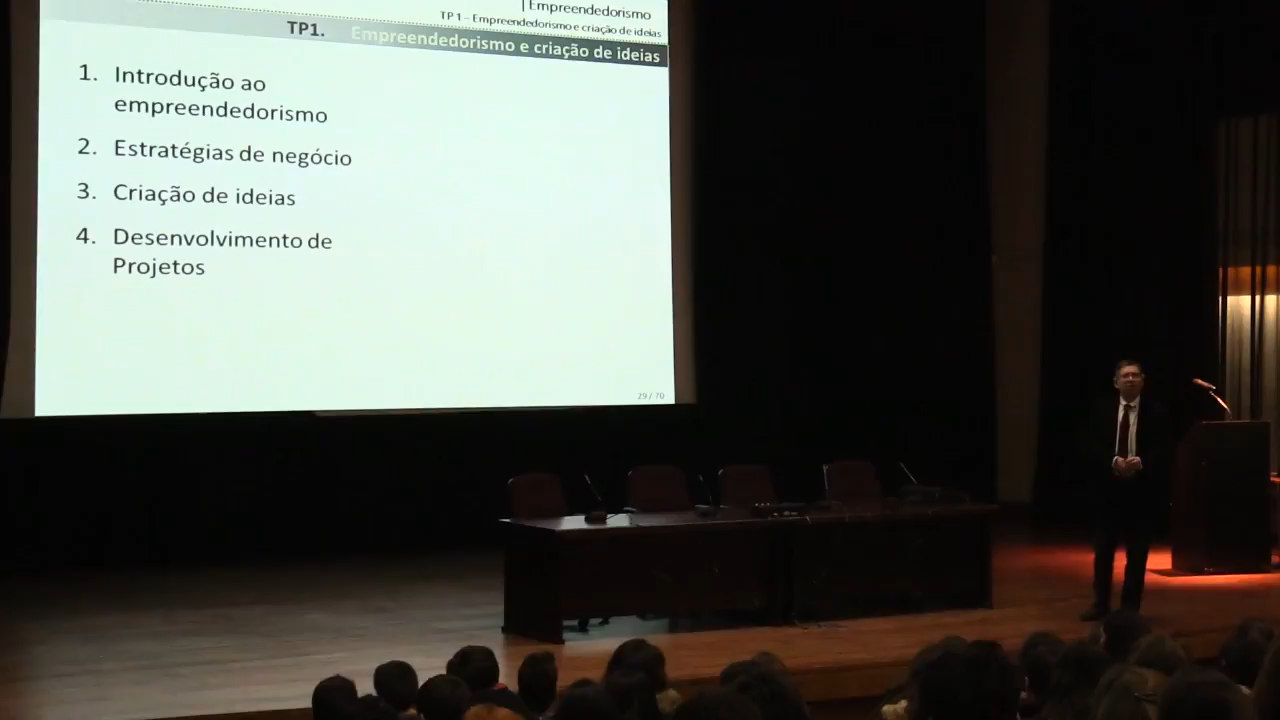 | Empreendedorismo
TP 1 – Empreendedorismo e criação de ideias
TP1. Empreendedorismo e criação de ideias
1. Introdução ao
empreendedorismo
2. Estratégias de negócio
3. Criação de ideias
4. Desenvolvimento de
Projetos
29 / 70